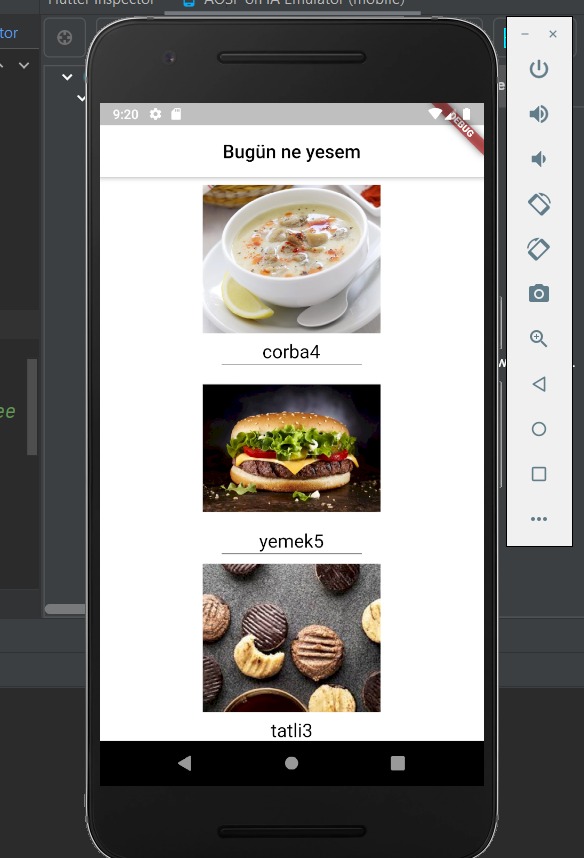 Flutter Inspector
AOSP on IA Emulator (mobile)
tor
9:20
DEBUG
Bugün ne yesem
corba4
yemek5
tatli3
ee